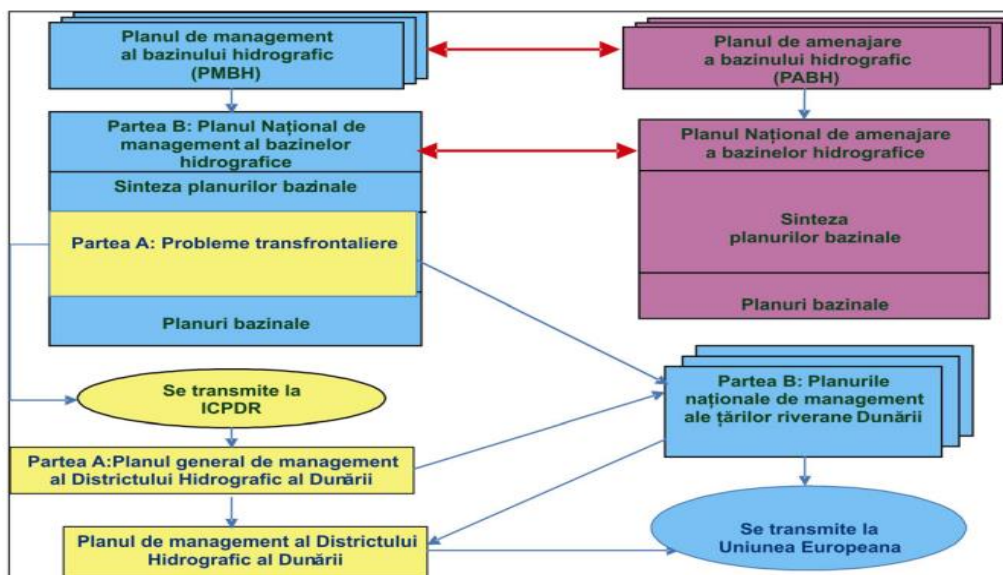 Planul de management
al bazinului hidrografic
(PMBH)
Planul de amenajare
a bazinului hidrografic
(PABH)
Partea B: Planul Național de
management al bazinelor
hidrografice
Sinteza planurilor bazinale
Partea A: Probleme transfrontaliere
Planuri bazinale
Planul Național de amenajare
a bazinelor hidrografice
Sinteza
planurilor bazinale
Planuri bazinale
Se transmite la
ICPDR
Partea A:Planul general de management
al Districtului Hidrografic al Dunării
Planul de management al Districtului
Hidrografic al Dunării
Partea B: Planurile
naționale de management
ale țărilor riverane Dunării
Se transmite la
Uniunea Europeana